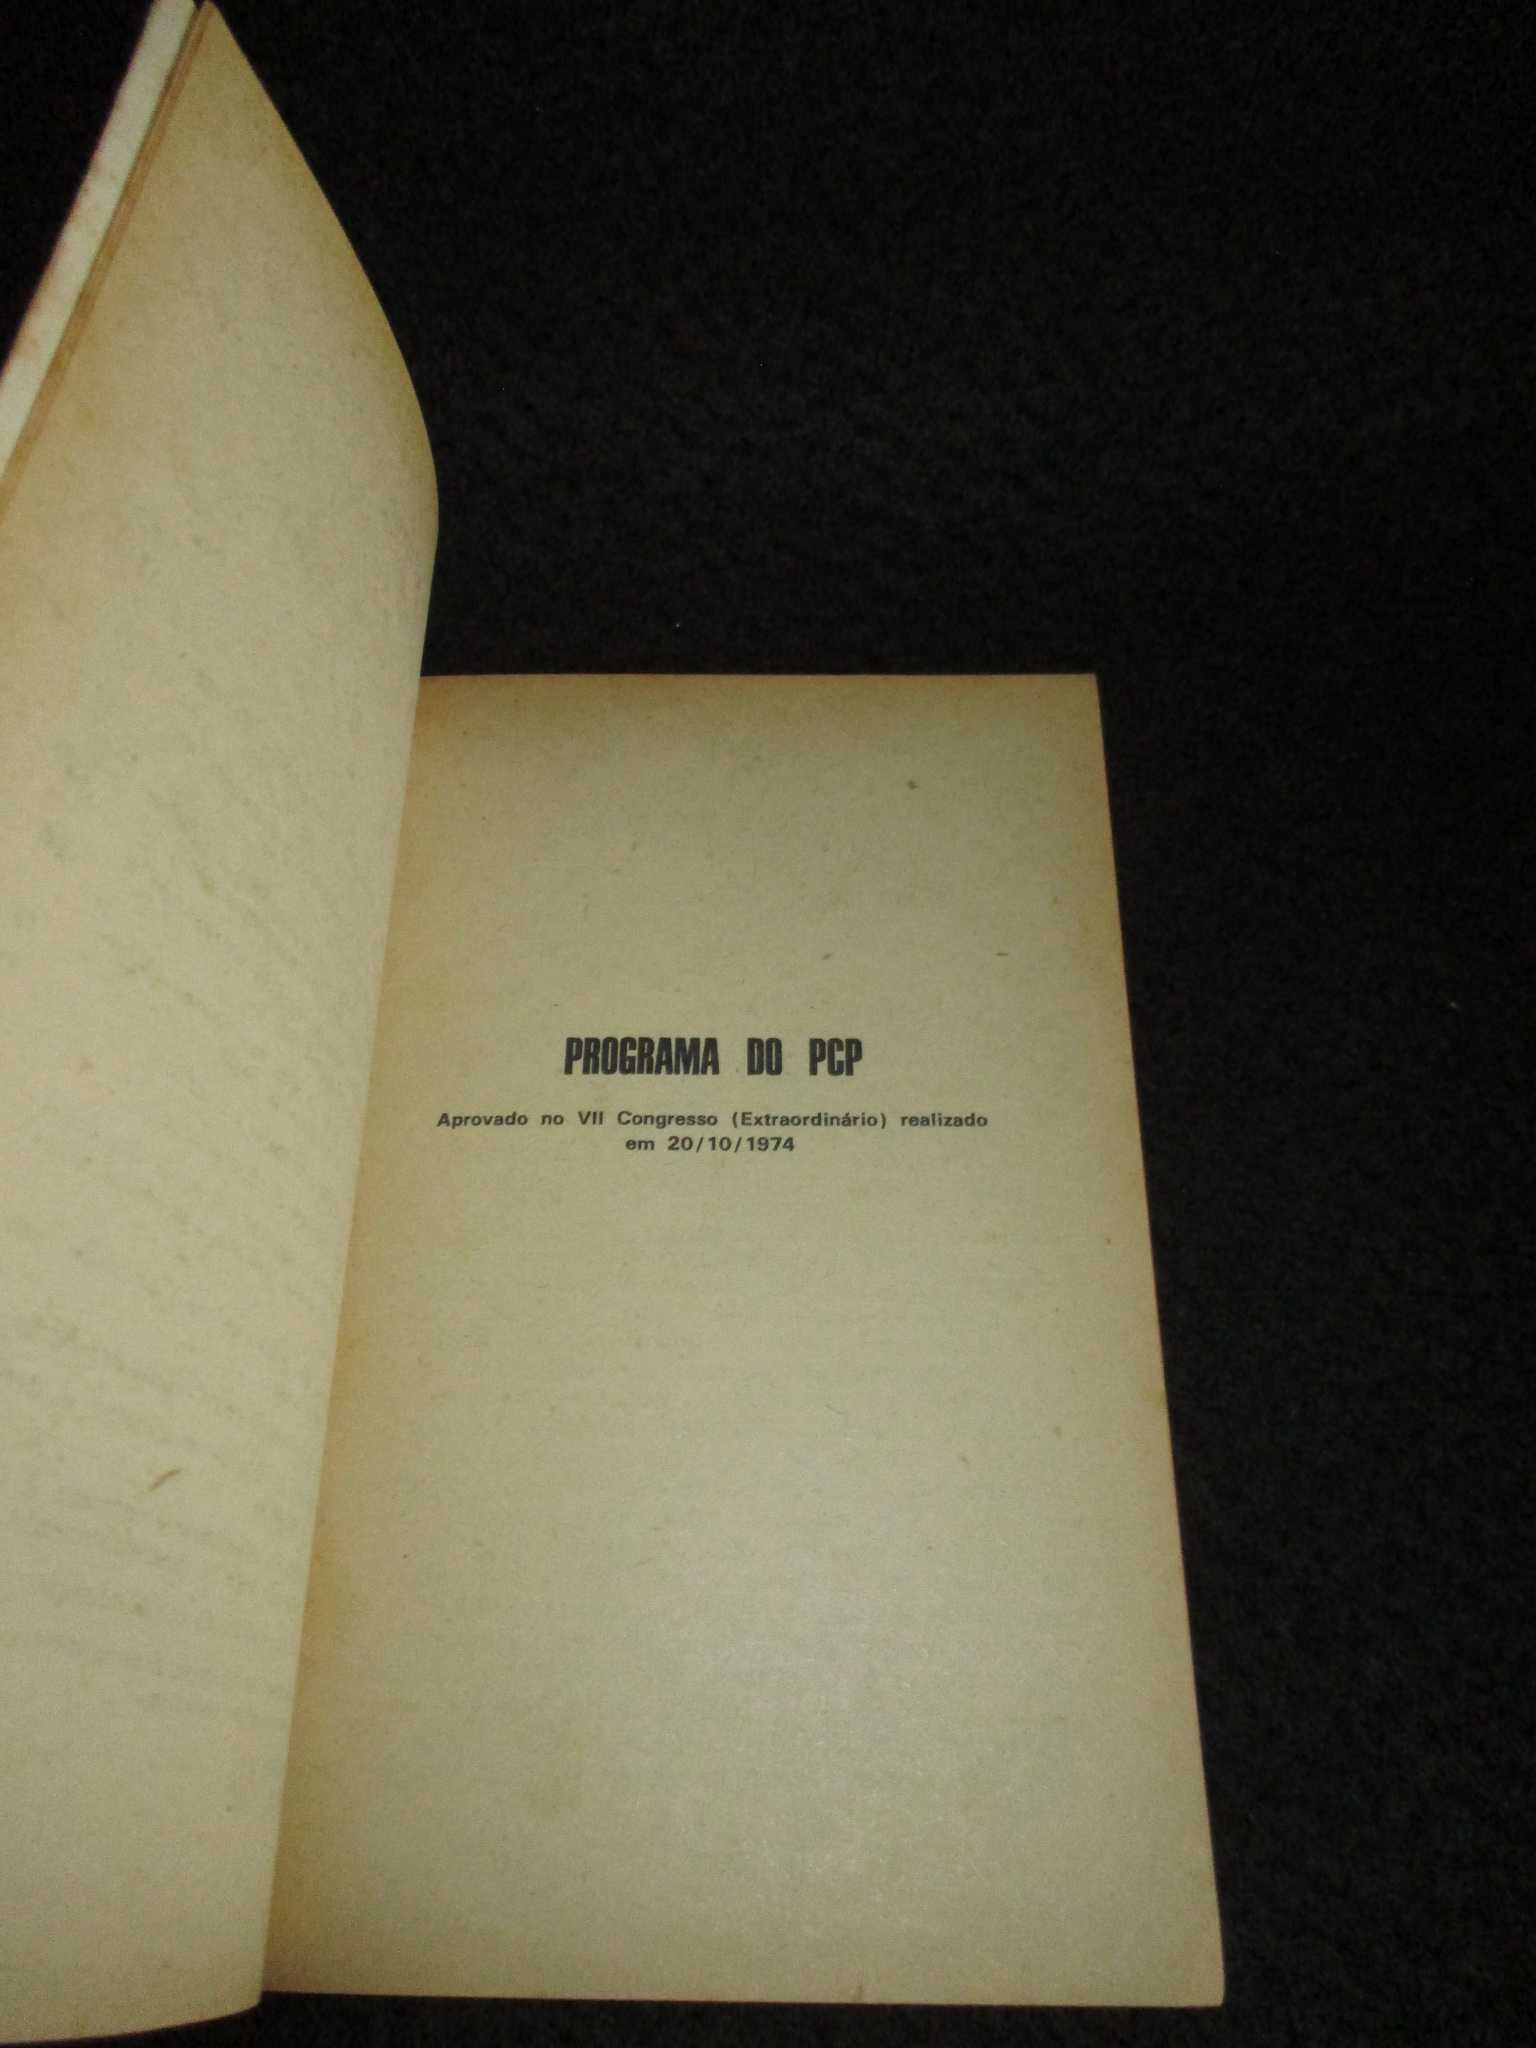 PROGRAMA DO PCP
Aprovado no VII Congresso (Extraordinário) realizado
em 20/10/1974